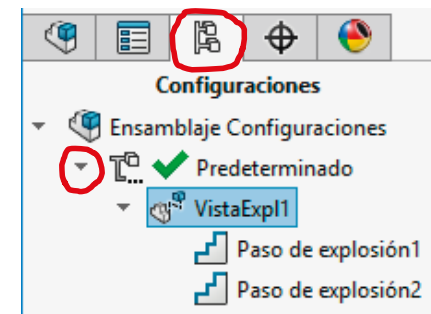 Configuraciones
Ensamblaje Configuraciones
Predeterminado
VistaExpl1
Paso de explosión1
Paso de explosión2